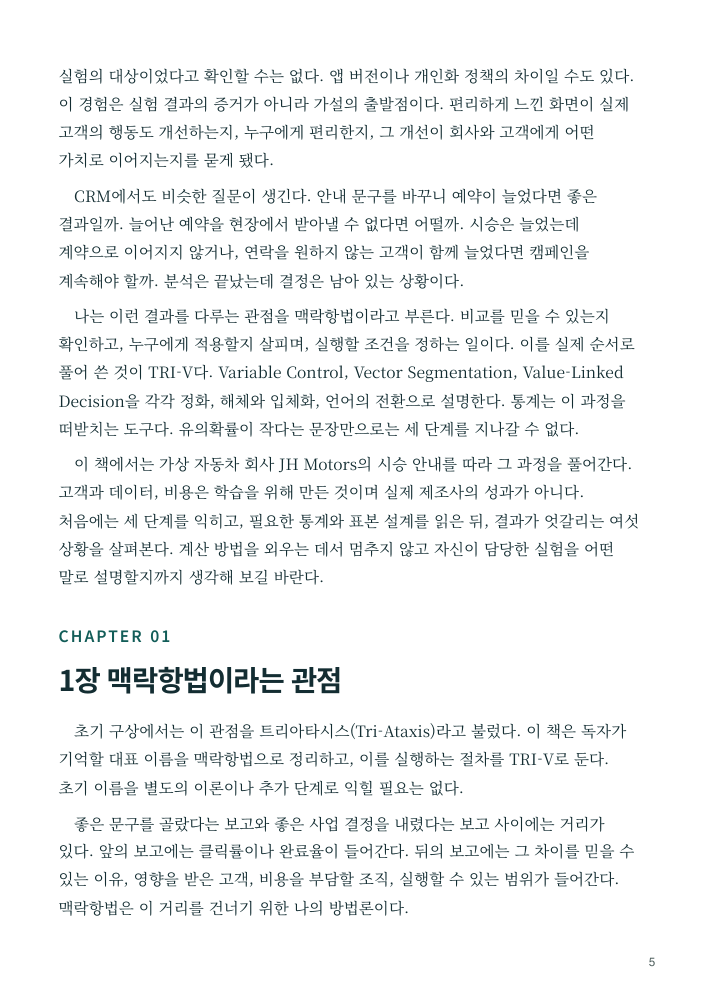 실험의 대상이었다고 확인할 수는 없다. 앱 버전이나 개인화 정책의 차이일 수도 있다.
이 경험은 실험 결과의 증거가 아니라 가설의 출발점이다. 편리하게 느낀 화면이 실제
고객의 행동도 개선하는지, 누구에게 편리한지, 그 개선이 회사와 고객에게 어떤
가치로 이어지는지를 묻게 됐다.
CRM에서도 비슷한 질문이 생긴다. 안내 문구를 바꾸니 예약이 늘었다면 좋은
결과일까. 늘어난 예약을 현장에서 받아낼 수 없다면 어떨까. 시승은 늘었는데
계약으로 이어지지 않거나, 연락을 원하지 않는 고객이 함께 늘었다면 캠페인을
계속해야 할까. 분석은 끝났는데 결정은 남아 있는 상황이다.
나는 이런 결과를 다루는 관점을 맥락항법이라고 부른다. 비교를 믿을 수 있는지
확인하고, 누구에게 적용할지 살피며, 실행할 조건을 정하는 일이다. 이를 실제 순서로
풀어 쓴 것이 TRI-V다. Variable Control, Vector Segmentation, Value-Linked
Decision을 각각 정화, 해체와 입체화, 언어의 전환으로 설명한다. 통계는 이 과정을
떠받치는 도구다. 유의확률이 작다는 문장만으로는 세 단계를 지나갈 수 없다.
이 책에서는 가상 자동차 회사 JH Motors의 시승 안내를 따라 그 과정을 풀어간다.
고객과 데이터, 비용은 학습을 위해 만든 것이며 실제 제조사의 성과가 아니다.
처음에는 세 단계를 익히고, 필요한 통계와 표본 설계를 읽은 뒤, 결과가 엇갈리는 여섯
상황을 살펴본다. 계산 방법을 외우는 데서 멈추지 않고 자신이 담당한 실험을 어떤
말로 설명할지까지 생각해 보길 바란다.
CHAPTER 01
1장 맥락항법이라는 관점
초기 구상에서는 이 관점을 트리아타시스(Tri-Ataxis)라고 불렀다. 이 책은 독자가
기억할 대표 이름을 맥락항법으로 정리하고, 이를 실행하는 절차를 TRI-V로 둔다.
초기 이름을 별도의 이론이나 추가 단계로 익힐 필요는 없다.
좋은 문구를 골랐다는 보고와 좋은 사업 결정을 내렸다는 보고 사이에는 거리가
있다. 앞의 보고에는 클릭률이나 완료율이 들어간다. 뒤의 보고에는 그 차이를 믿을 수
있는 이유, 영향을 받은 고객, 비용을 부담할 조직, 실행할 수 있는 범위가 들어간다.
맥락항법은 이 거리를 건너기 위한 나의 방법론이다.
5